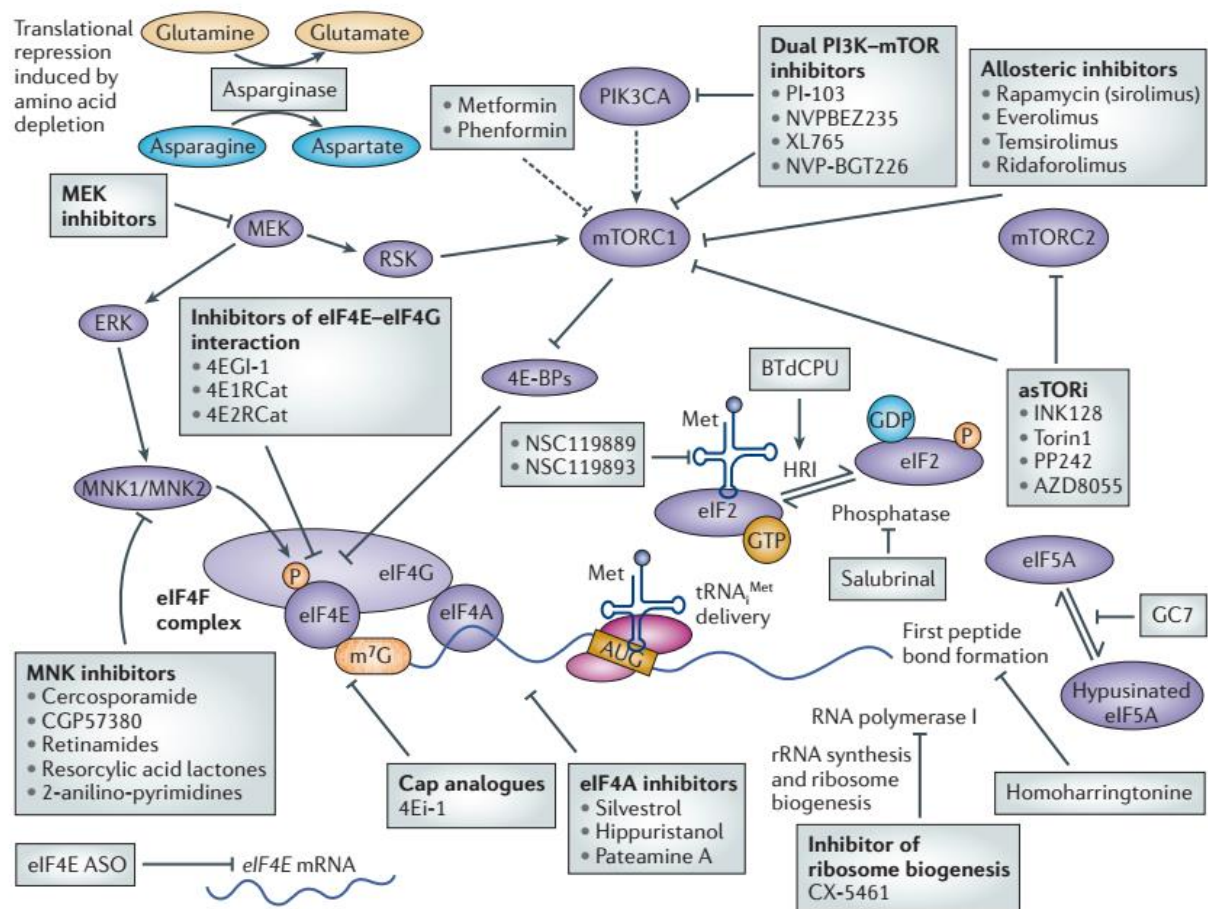 Translational
repression
induced by
amino acid
depletion
Glutamine
Glutamate
Asparginase
Asparagine
Aspartate
• Metformin
• Phenformin
PIK3CA
Dual PI3K–mTOR
inhibitors
• PI-103
• NVPBEZ235
• XL765
• NVP-BGT226
Allosteric inhibitors
• Rapamycin (sirolimus)
• Everolimus
• Temsirolimus
• Ridaforolimus
MEK
inhibitors
MEK
RSK
mTORC1
mTORC2
ERK
Inhibitors of eIF4E–eIF4G
interaction
• 4EGI-1
• 4E1RCat
• 4E2RCat
4E-BPs
BTdCPU
asTORi
• INK128
• Torin1
• PP242
• AZD8055
• NSC119889
• NSC119893
Met
HRI
GDP
P
eIF2
eIF2
GTP
Phosphatase
Salubrinal
MNK1/MNK2
P
eIF4G
eIF4E
eIF4A
eIF4F
complex
m⁷G
Met
tRNAᵢᴹᵉᵗ
delivery
AUG
eIF5A
GC7
First peptide
bond formation
Hypusinated
eIF5A
MNK inhibitors
• Cercosporamide
• CGP57380
• Retinamides
• Resorcylic acid lactones
• 2-anilino-pyrimidines
Cap analogues
4Ei-1
eIF4A inhibitors
• Silvestrol
• Hippuristanol
• Pateamine A
RNA polymerase I
rRNA synthesis
and ribosome
biogenesis
Homoharringtonine
Inhibitor of
ribosome biogenesis
CX-5461
eIF4E ASO
eIF4E mRNA